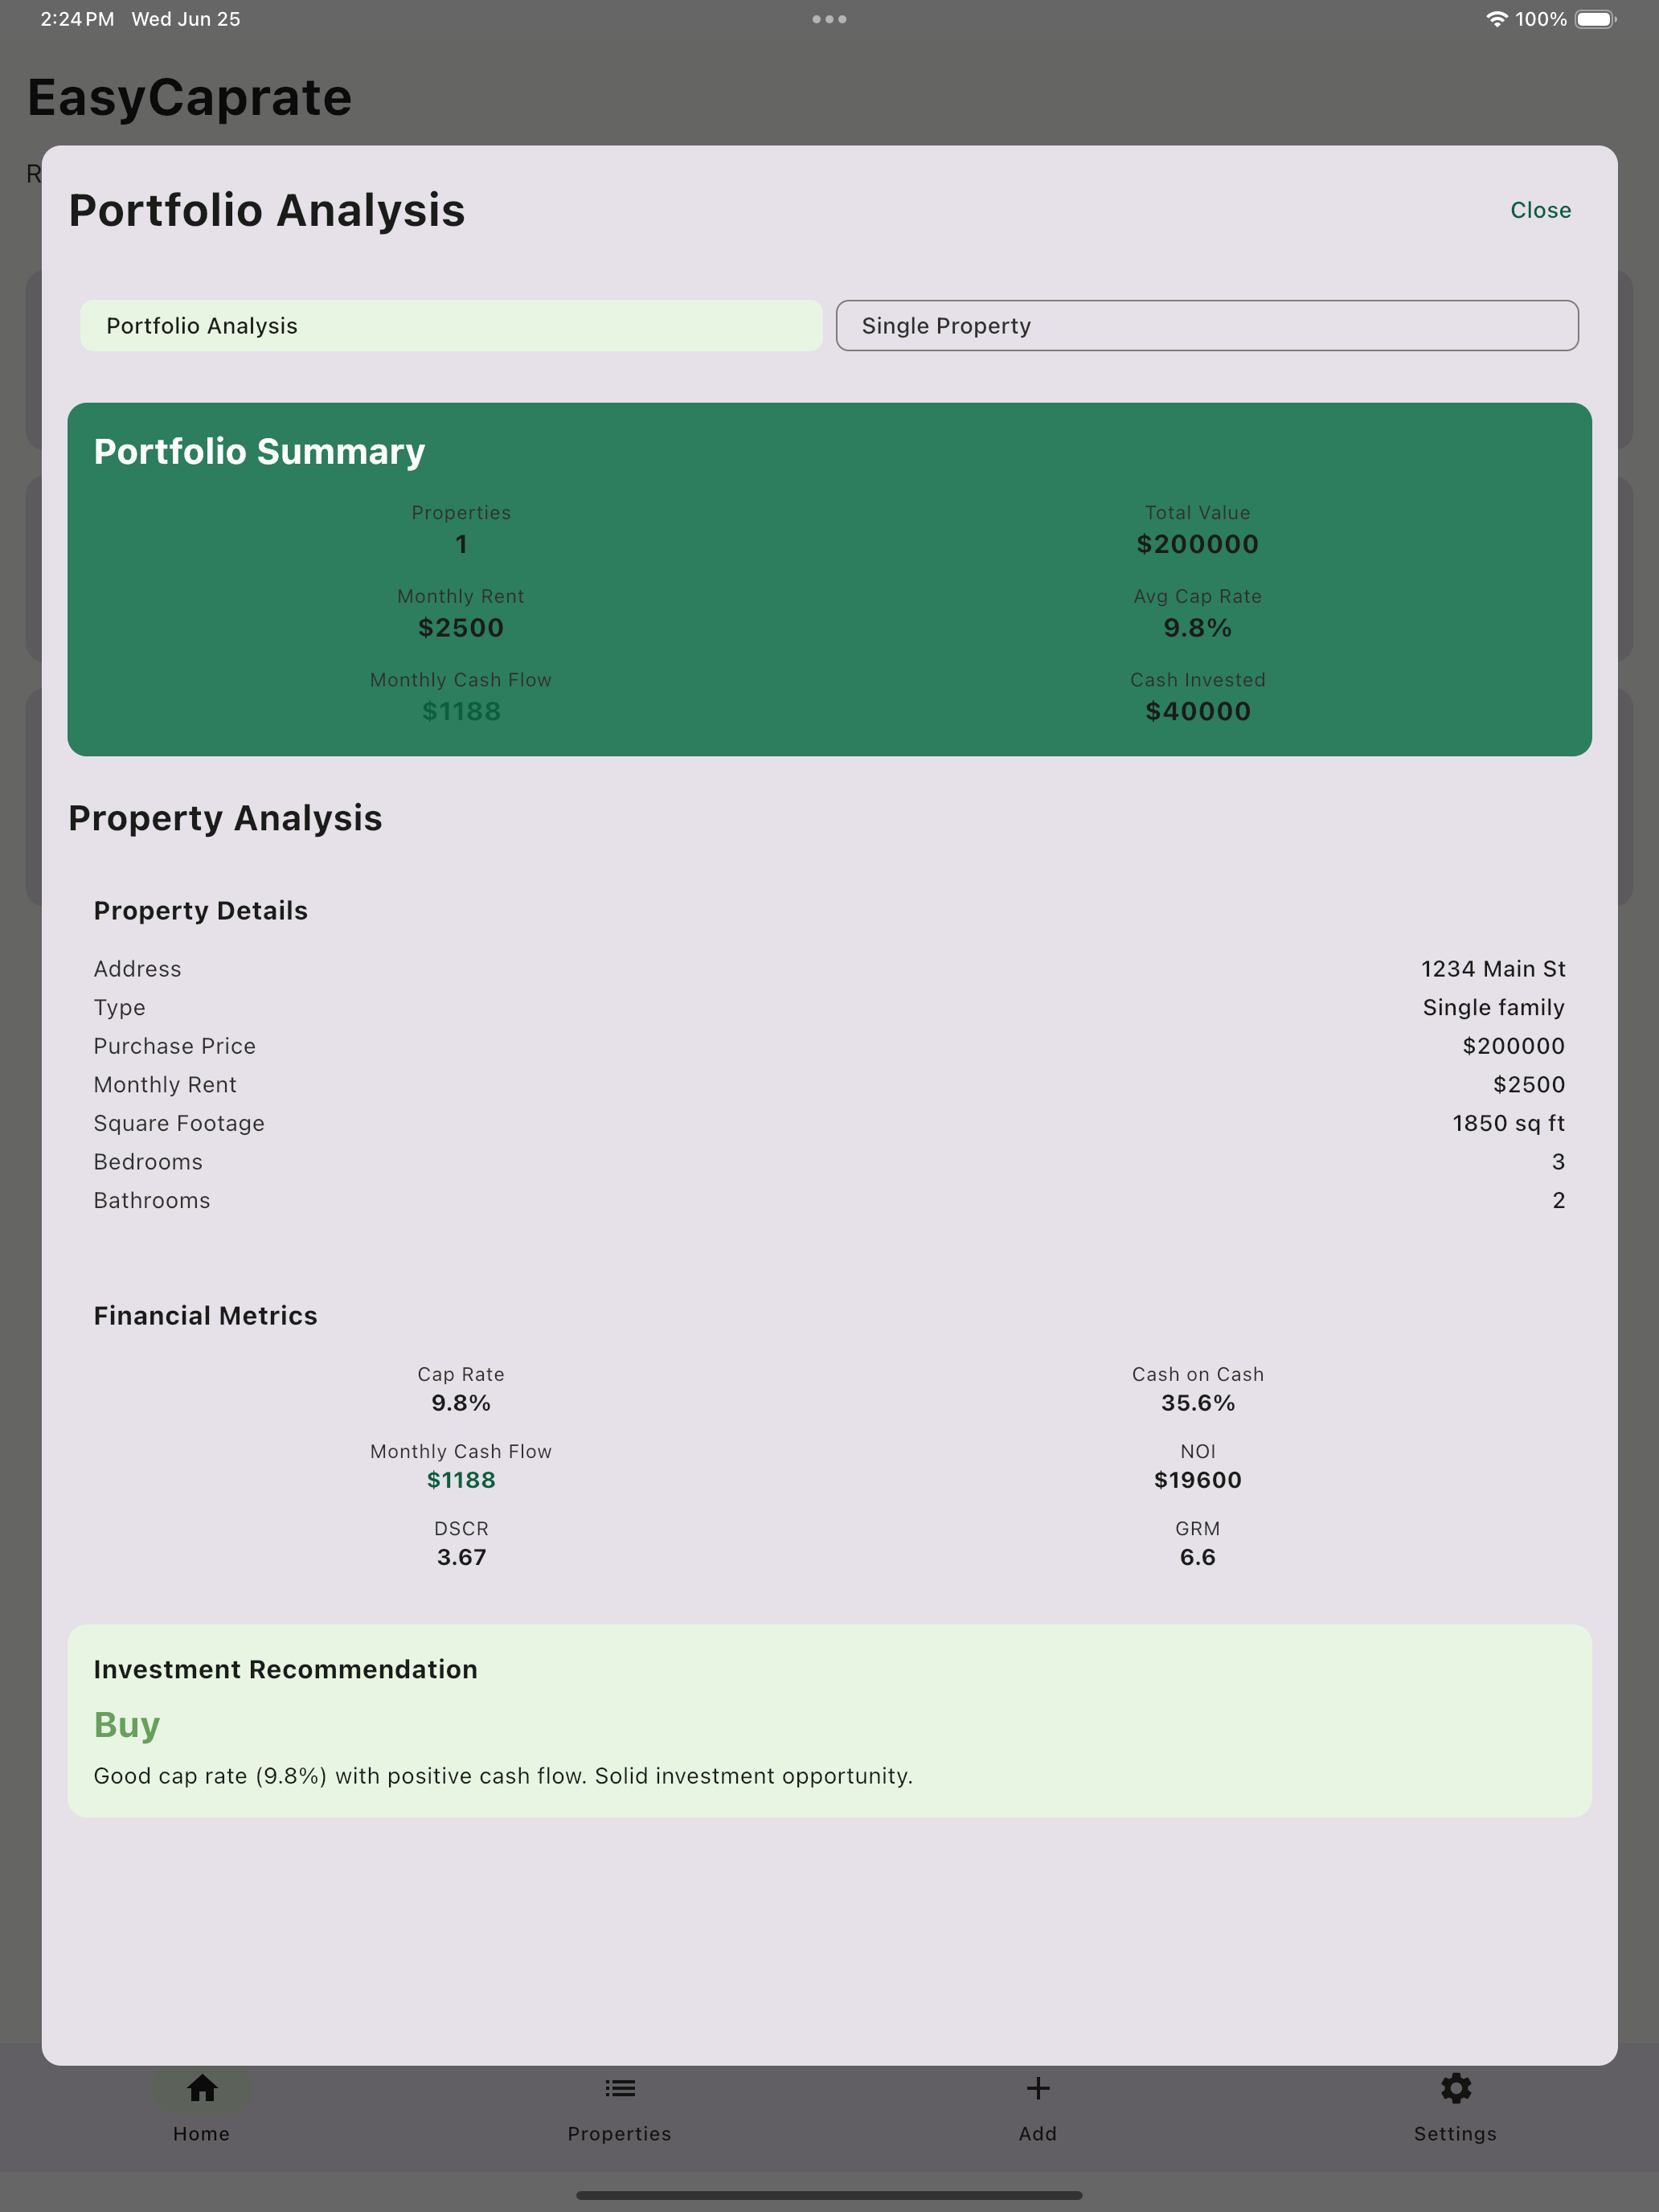 2:24 PM Wed Jun 25
100%
EasyCaprate
R
Portfolio Analysis
Close
Portfolio Analysis
Single Property
Portfolio Summary
Properties
1
Total Value
$200000
Monthly Rent
$2500
Avg Cap Rate
9.8%
Monthly Cash Flow
$1188
Cash Invested
$40000
Property Analysis
Property Details
Address 1234 Main St
Type Single family
Purchase Price $200000
Monthly Rent $2500
Square Footage 1850 sq ft
Bedrooms 3
Bathrooms 2
Financial Metrics
Cap Rate
9.8%
Cash on Cash
35.6%
Monthly Cash Flow
$1188
NOI
$19600
DSCR
3.67
GRM
6.6
Investment Recommendation
Buy
Good cap rate (9.8%) with positive cash flow. Solid investment opportunity.
Home
Properties
Add
Settings